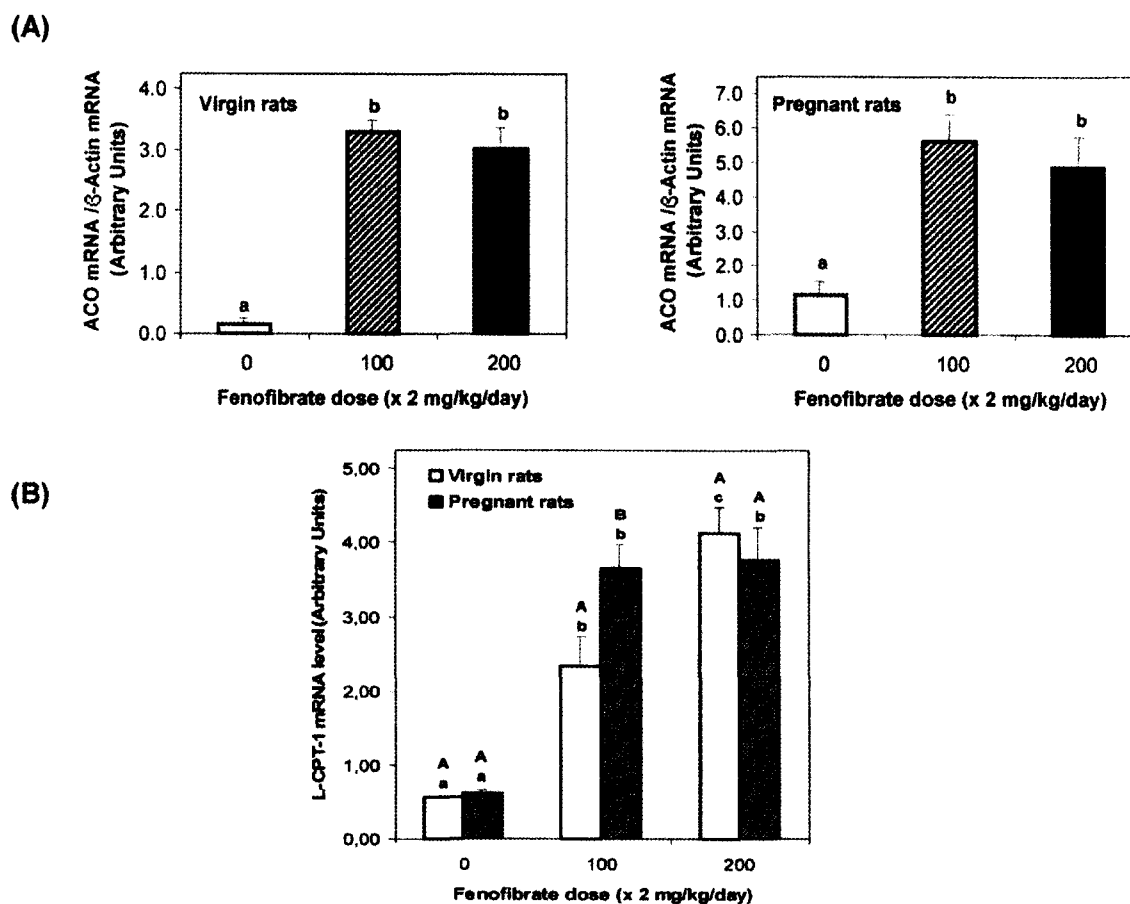 (A)
ACO mRNA /β-Actin mRNA
(Arbitrary Units)
4.0
3.0
2.0
1.0
0.0
Virgin rats
a
b
b
0
100
200
Fenofibrate dose (x 2 mg/kg/day)
ACO mRNA /β-Actin mRNA
(Arbitrary Units)
7.0
6.0
5.0
4.0
3.0
2.0
1.0
0.0
Pregnant rats
a
b
b
0
100
200
Fenofibrate dose (x 2 mg/kg/day)
(B)
L-CPT-1 mRNA level (Arbitrary Units)
5,00
4,00
3,00
2,00
1,00
0,00
Virgin rats
Pregnant rats
A
a
A
a
A
b
B
b
A
c
A
b
0
100
200
Fenofibrate dose (x 2 mg/kg/day)